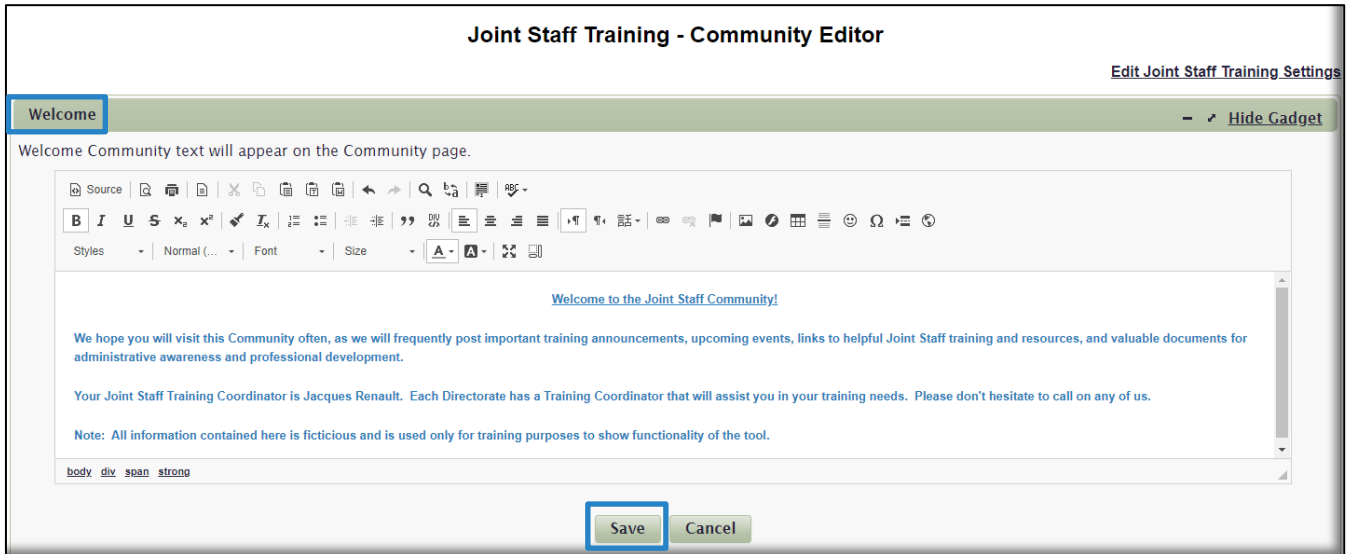 Joint Staff Training - Community Editor
Edit Joint Staff Training Settings
Welcome
Hide Gadget
Welcome Community text will appear on the Community page.
Source ABC
B I U S x₂ x² Iₓ DIV 話 Ω
Styles Normal (... Font Size A A
Welcome to the Joint Staff Community!
We hope you will visit this Community often, as we will frequently post important training announcements, upcoming events, links to helpful Joint Staff training and resources, and valuable documents for
administrative awareness and professional development.
Your Joint Staff Training Coordinator is Jacques Renault. Each Directorate has a Training Coordinator that will assist you in your training needs. Please don't hesitate to call on any of us.
Note: All information contained here is ficticious and is used only for training purposes to show functionality of the tool.
body div span strong
Save Cancel